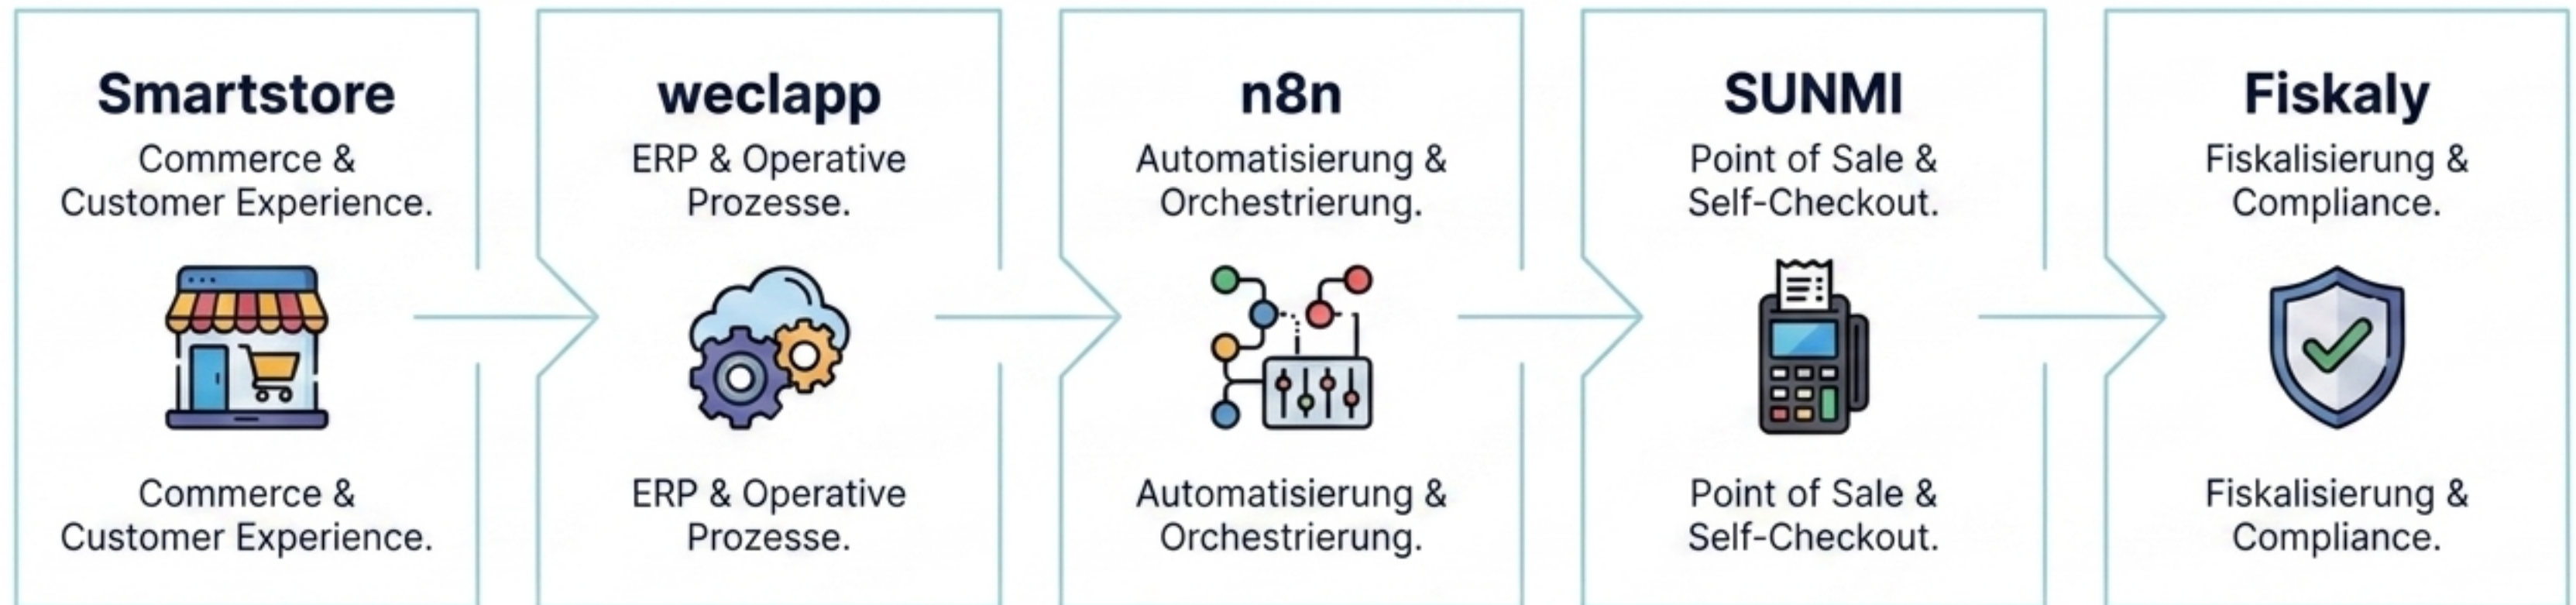 Smartstore
Commerce &
Customer Experience.
Commerce &
Customer Experience.
weclapp
ERP & Operative
Prozesse.
ERP & Operative
Prozesse.
n8n
Automatisierung &
Orchestrierung.
Automatisierung &
Orchestrierung.
SUNMI
Point of Sale &
Self-Checkout.
Point of Sale &
Self-Checkout.
Fiskaly
Fiskalisierung &
Compliance.
Fiskalisierung &
Compliance.